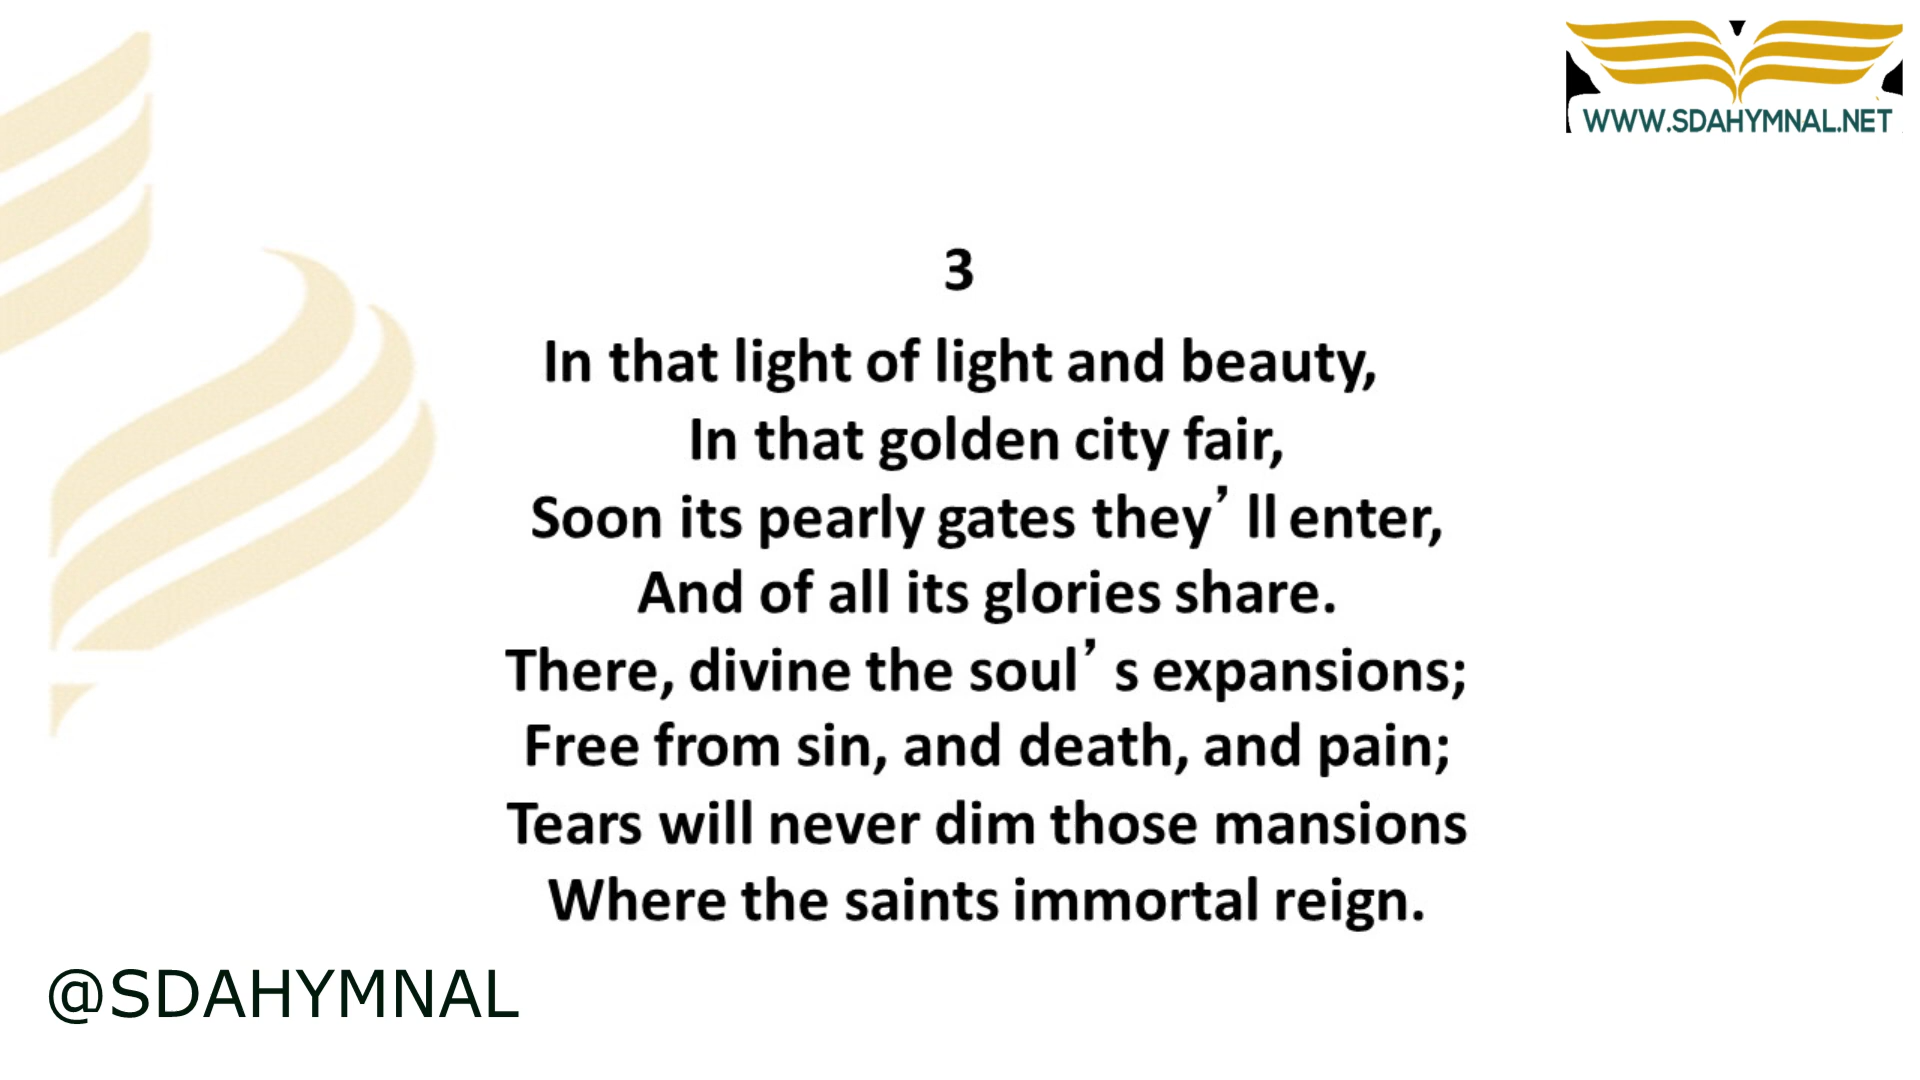 WWW.SDAHYMNAL.NET
3
In that light of light and beauty,
In that golden city fair,
Soon its pearly gates they’ ll enter,
And of all its glories share.
There, divine the soul’ s expansions;
Free from sin, and death, and pain;
Tears will never dim those mansions
Where the saints immortal reign.
@SDAHYMNAL